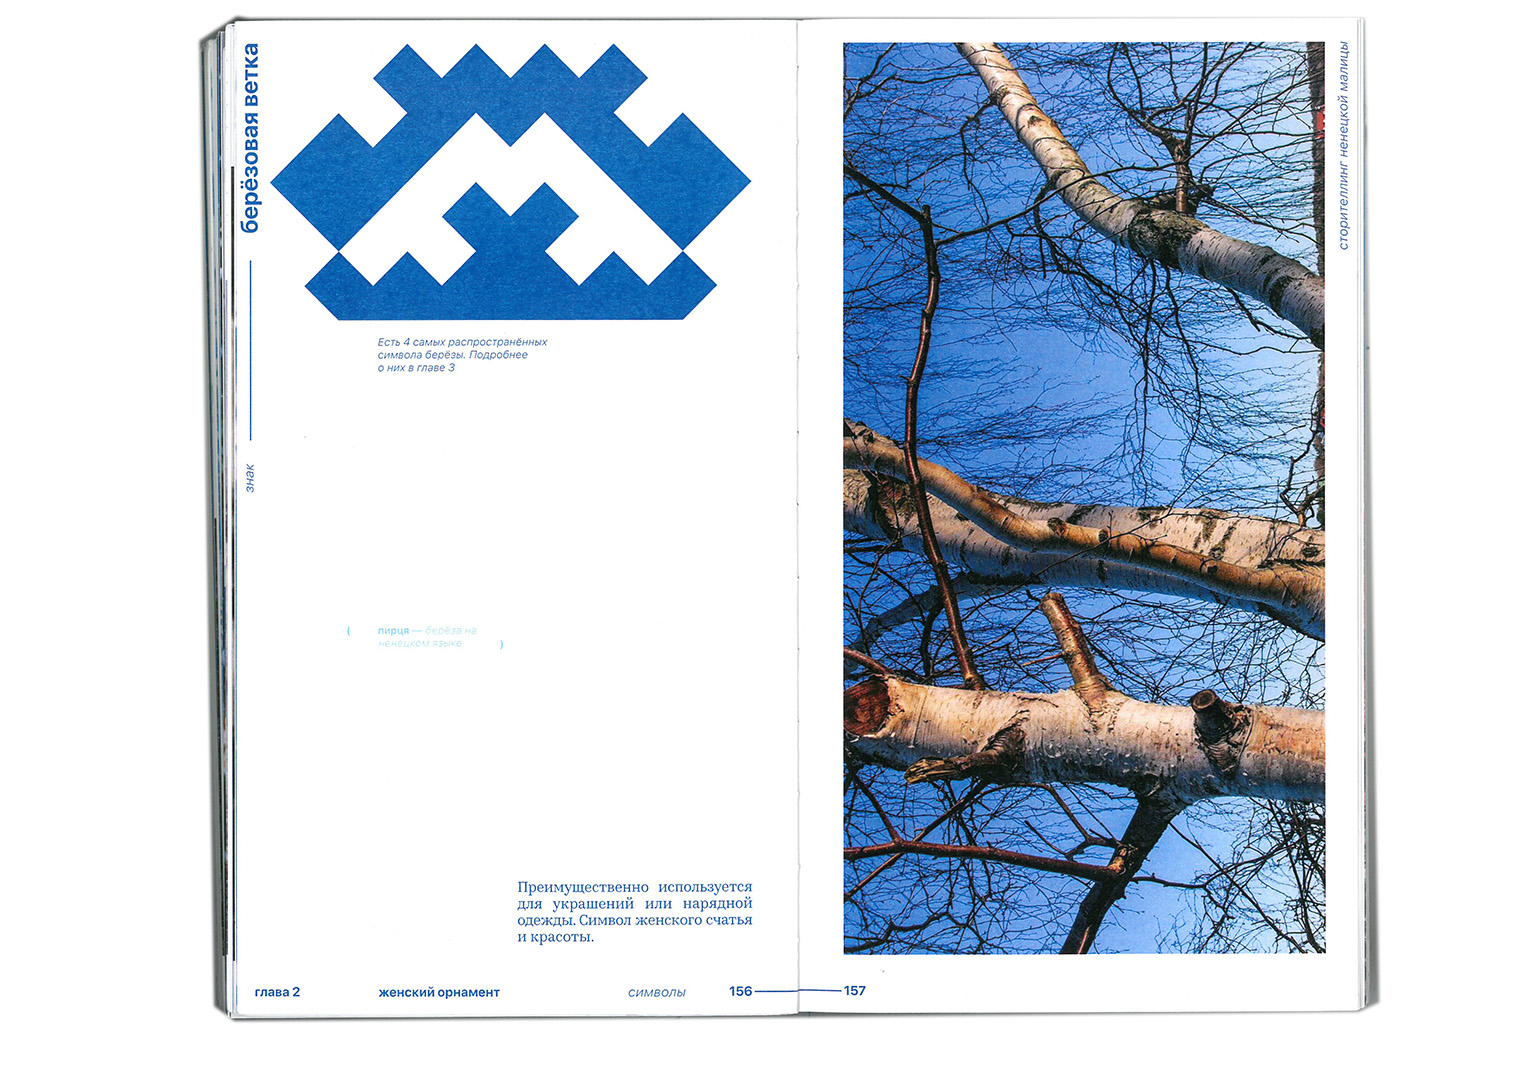 берёзовая ветка
знак
Есть 4 самых распространённых
символа берёзы. Подробнее
о них в главе 3
( пирця — берёза на
ненецком языке )
Преимущественно используется
для украшений или нарядной
одежды. Символ женского счатья
и красоты.
глава 2 женский орнамент символы 156 157
сторителлинг ненецкой малицы